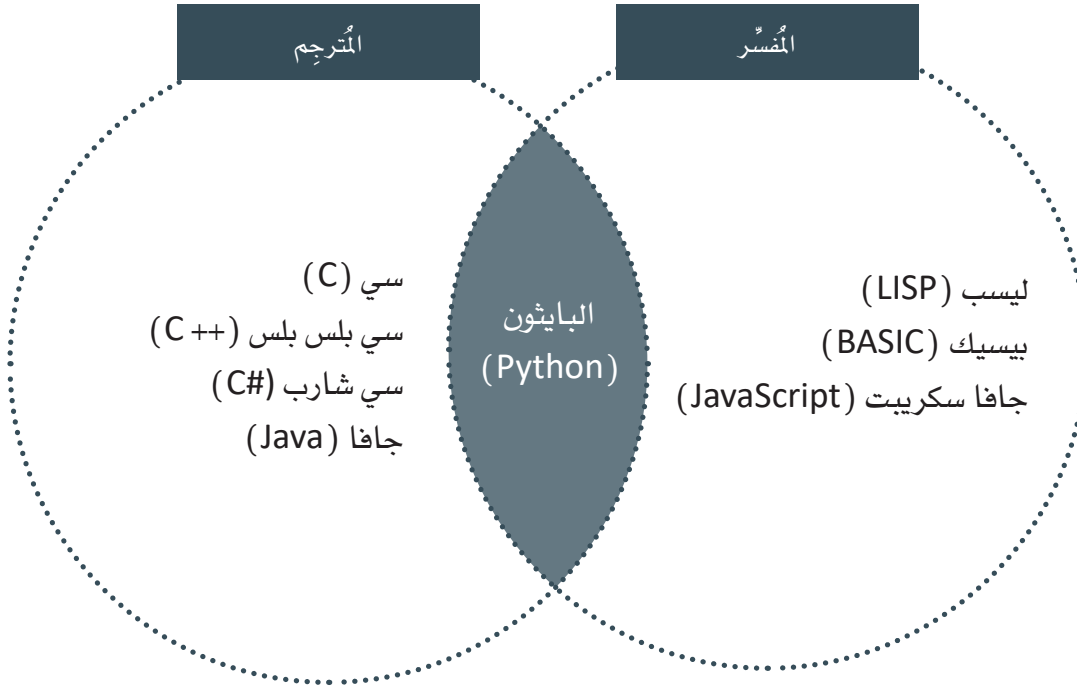 المُفسِّر
المُترجِم
ليسب (LISP)
بيسيك (BASIC)
جافا سكريبت (JavaScript)
البايثون
(Python)
سي (C)
سي بلس بلس (C ++)
سي شارب (C#)
جافا (Java)